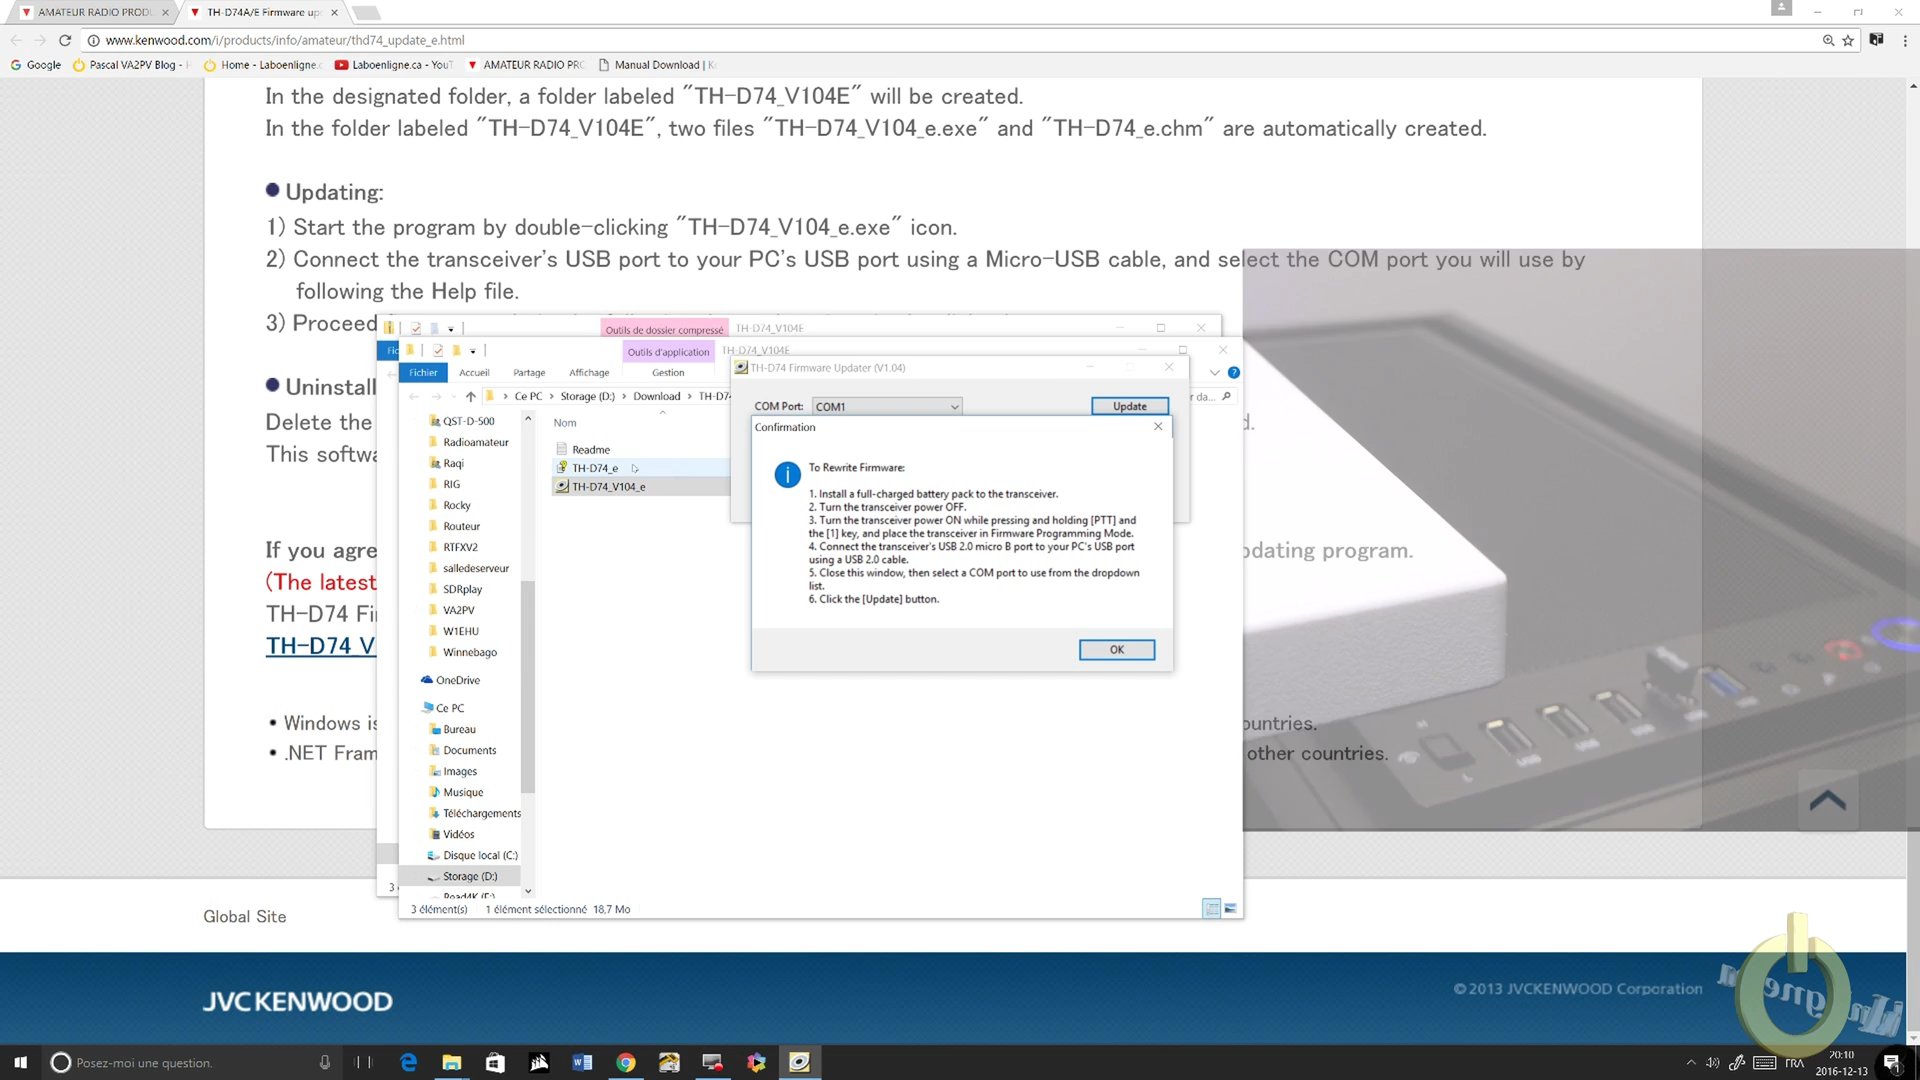 AMATEUR RADIO PROD
TH-D74A/E Firmware up
www.kenwood.com/i/products/info/amateur/thd74_update_e.html
Google
Pascal VA2PV Blog -
Home - Laboenligne.c
Laboenligne.ca - YouT
AMATEUR RADIO PRO
Manual Download |
In the designated folder, a folder labeled "TH-D74_V104E" will be created.
In the folder labeled "TH-D74_V104E", two files "TH-D74_V104_e.exe" and "TH-D74_e.chm" are automatically created.
Updating:
1) Start the program by double-clicking "TH-D74_V104_e.exe" icon.
2) Connect the transceiver's USB port to your PC's USB port using a Micro-USB cable, and select the COM port you will use by
following the Help file.
3) Proceed
Outils de dossier compressé
TH-D74_V104E
Outils d'application
TH-D74_V104E
Fichier
Accueil
Partage
Affichage
Gestion
TH-D74 Firmware Updater (V1.04)
Uninstall
Ce PC
Storage (D:)
Download
TH-D74
COM Port:
COM1
Update
Delete the
d.
This softwa
Nom
Readme
TH-D74_e
TH-D74_V104_e
Confirmation
To Rewrite Firmware:
1. Install a full-charged battery pack to the transceiver.
2. Turn the transceiver power OFF.
3. Turn the transceiver power ON while pressing and holding [PTT] and
the [1] key, and place the transceiver in Firmware Programming Mode.
4. Connect the transceiver's USB 2.0 micro B port to your PC's USB port
using a USB 2.0 cable.
5. Close this window, then select a COM port to use from the dropdown
list.
6. Click the [Update] button.
OK
QST-D-500
Radioamateur
Raqi
RIG
Rocky
Routeur
RTFXV2
salledeserveur
SDRplay
VA2PV
W1EHU
Winnebago
OneDrive
Ce PC
Bureau
Documents
Images
Musique
Téléchargements
Vidéos
Disque local (C:)
Storage (D:)
3 élément(s)
1 élément sélectionné 18,7 Mo
If you agre
pdating program.
(The latest
TH-D74 Fi
TH-D74_V
Windows is
ountries.
.NET Fram
other countries.
Global Site
JVCKENWOOD
©2013 JVCKENWOOD Corporation
Posez-moi une question.
FRA
20:10
2016-12-13